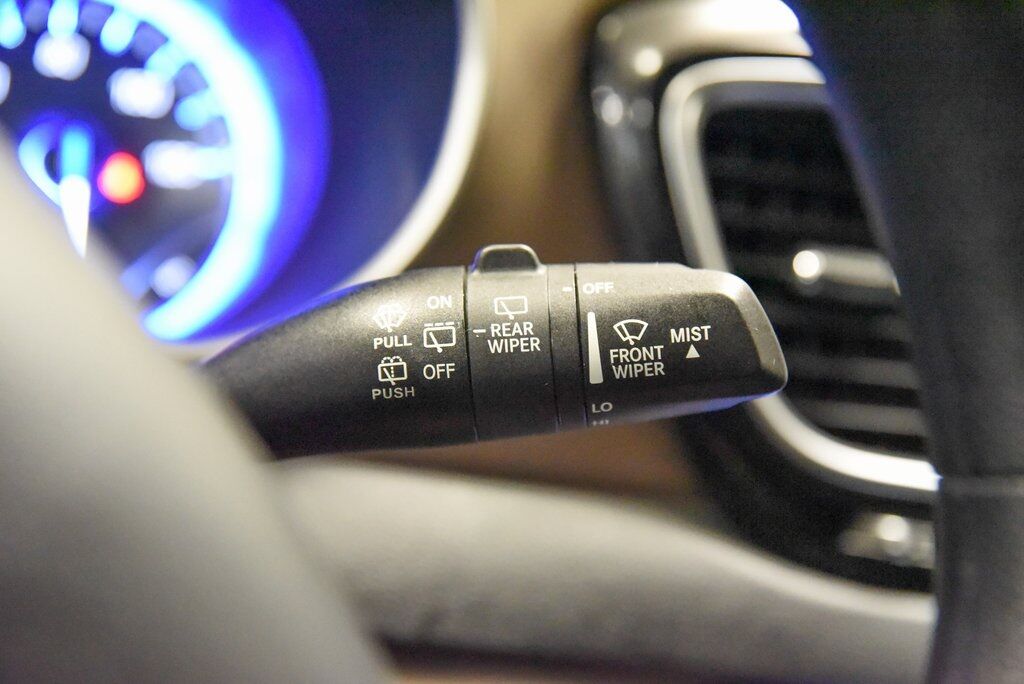 PULL
PUSH
ON
OFF
REAR
WIPER
OFF
FRONT
WIPER
MIST
LO